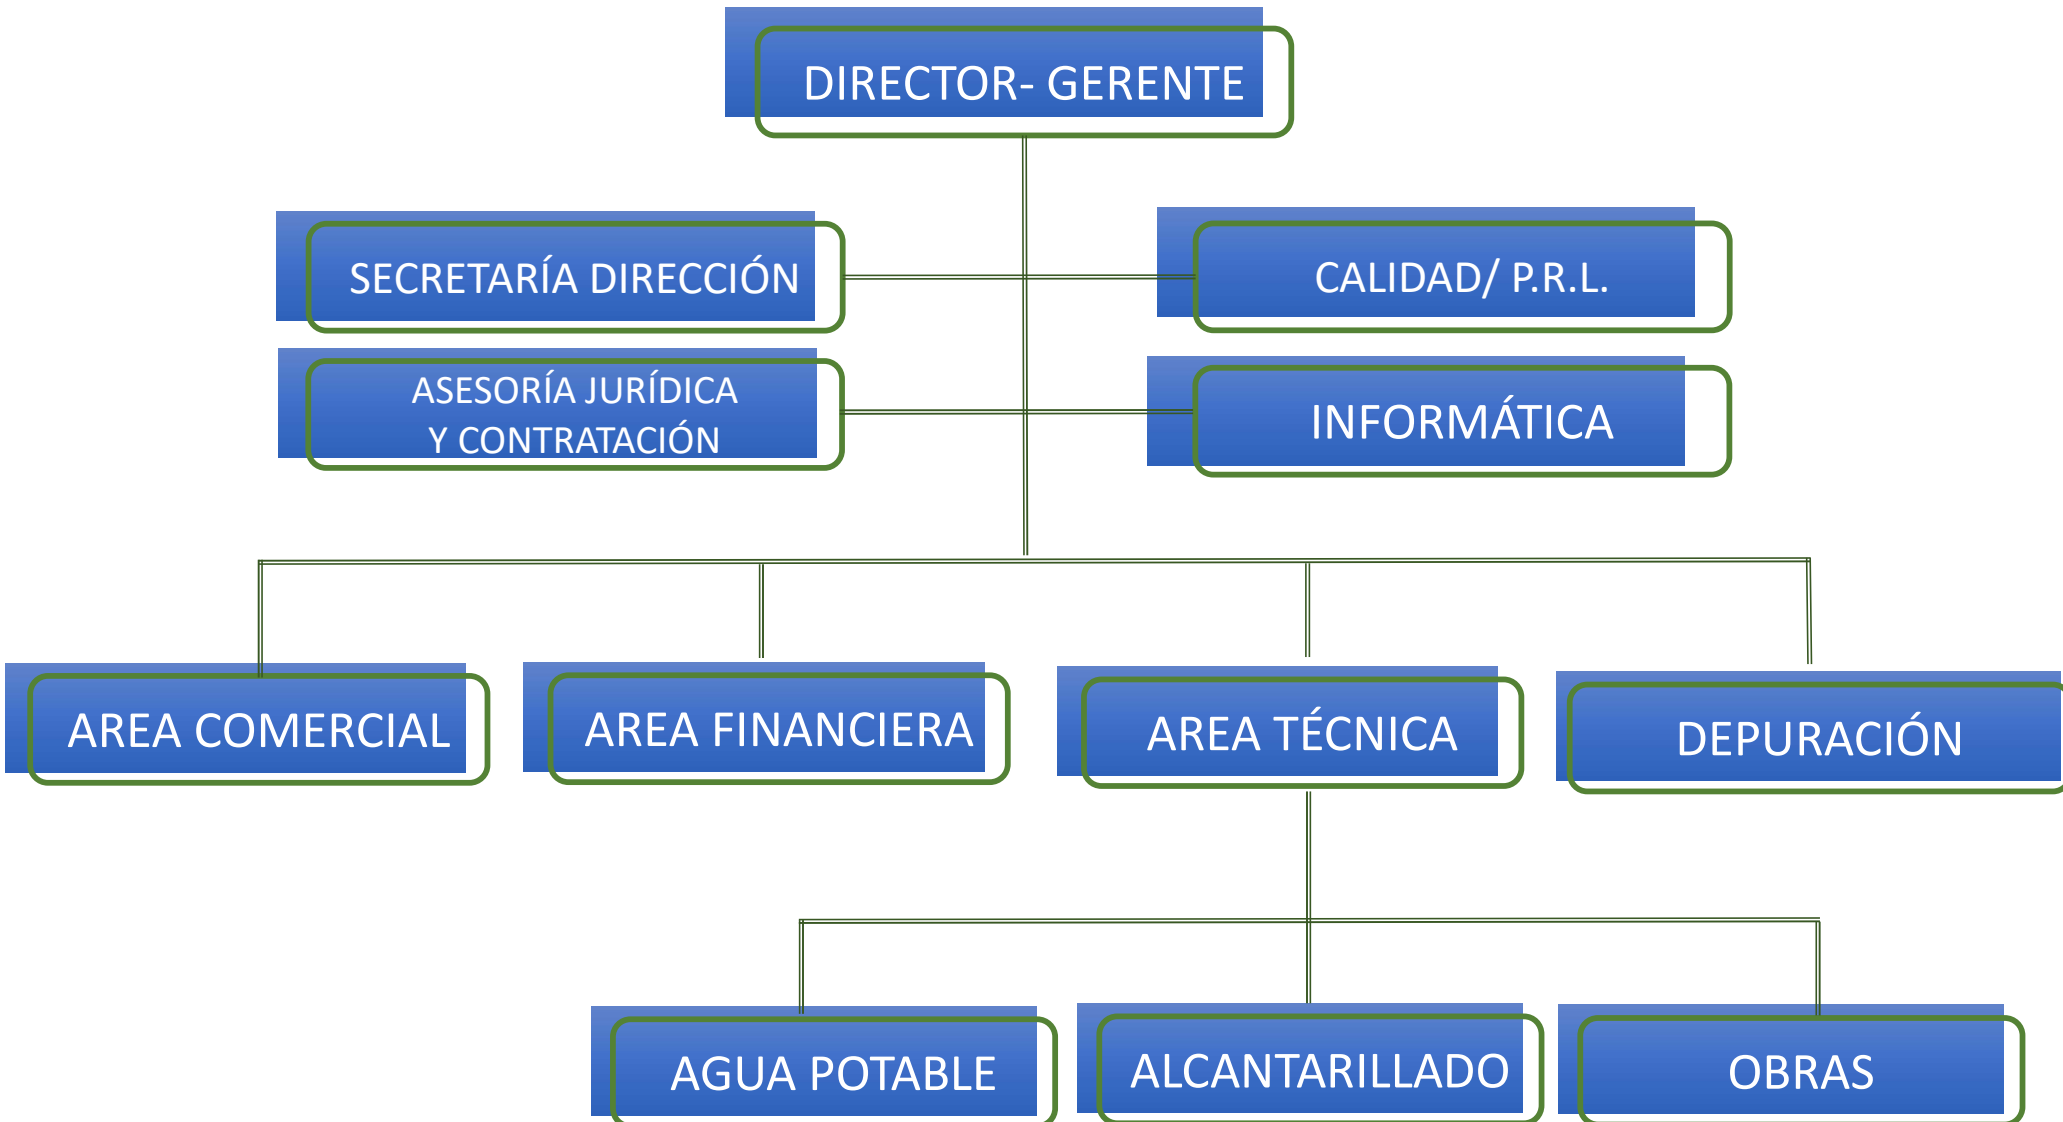 DIRECTOR- GERENTE
SECRETARÍA DIRECCIÓN
CALIDAD/ P.R.L.
ASESORÍA JURÍDICA
Y CONTRATACIÓN
INFORMÁTICA
AREA COMERCIAL
AREA FINANCIERA
AREA TÉCNICA
DEPURACIÓN
AGUA POTABLE
ALCANTARILLADO
OBRAS